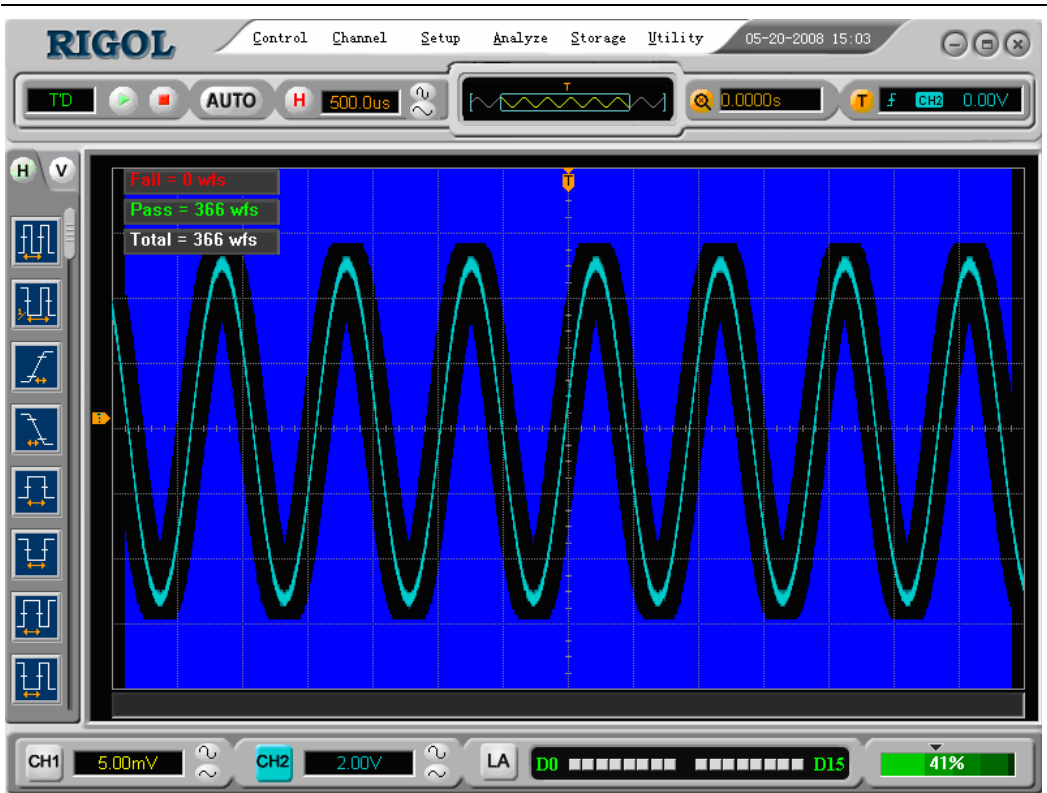 RIGOL Control Channel Setup Analyze Storage Utility 05-20-2008 15:03
T'D AUTO H 500.0us T 0.0000s T CH2 0.00V
H V
T
Fail = 0 wfs
Pass = 366 wfs
Total = 366 wfs
CH1 5.00mV CH2 2.00V LA D0 D15 41%